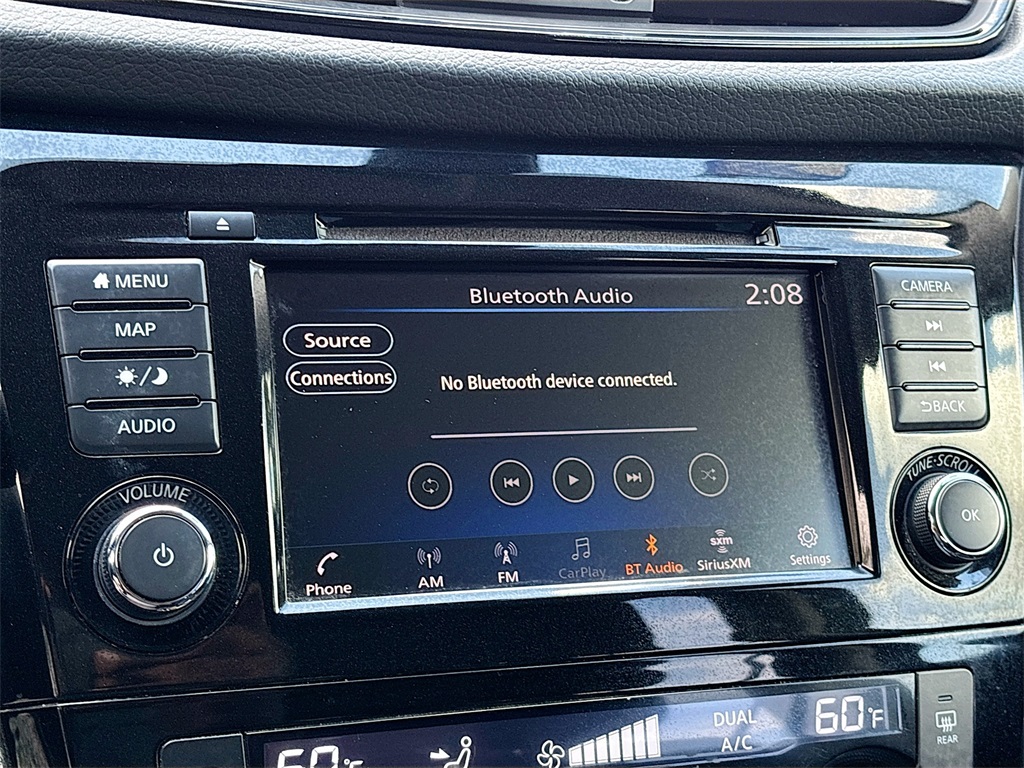 MENU
MAP
AUDIO
VOLUME
Bluetooth Audio 2:08
Source
Connections
No Bluetooth device connected.
Phone AM FM CarPlay BT Audio sxm SiriusXM Settings
CAMERA
BACK
TUNE·SCROLL
OK
60°F DUAL A/C 60°F
REAR